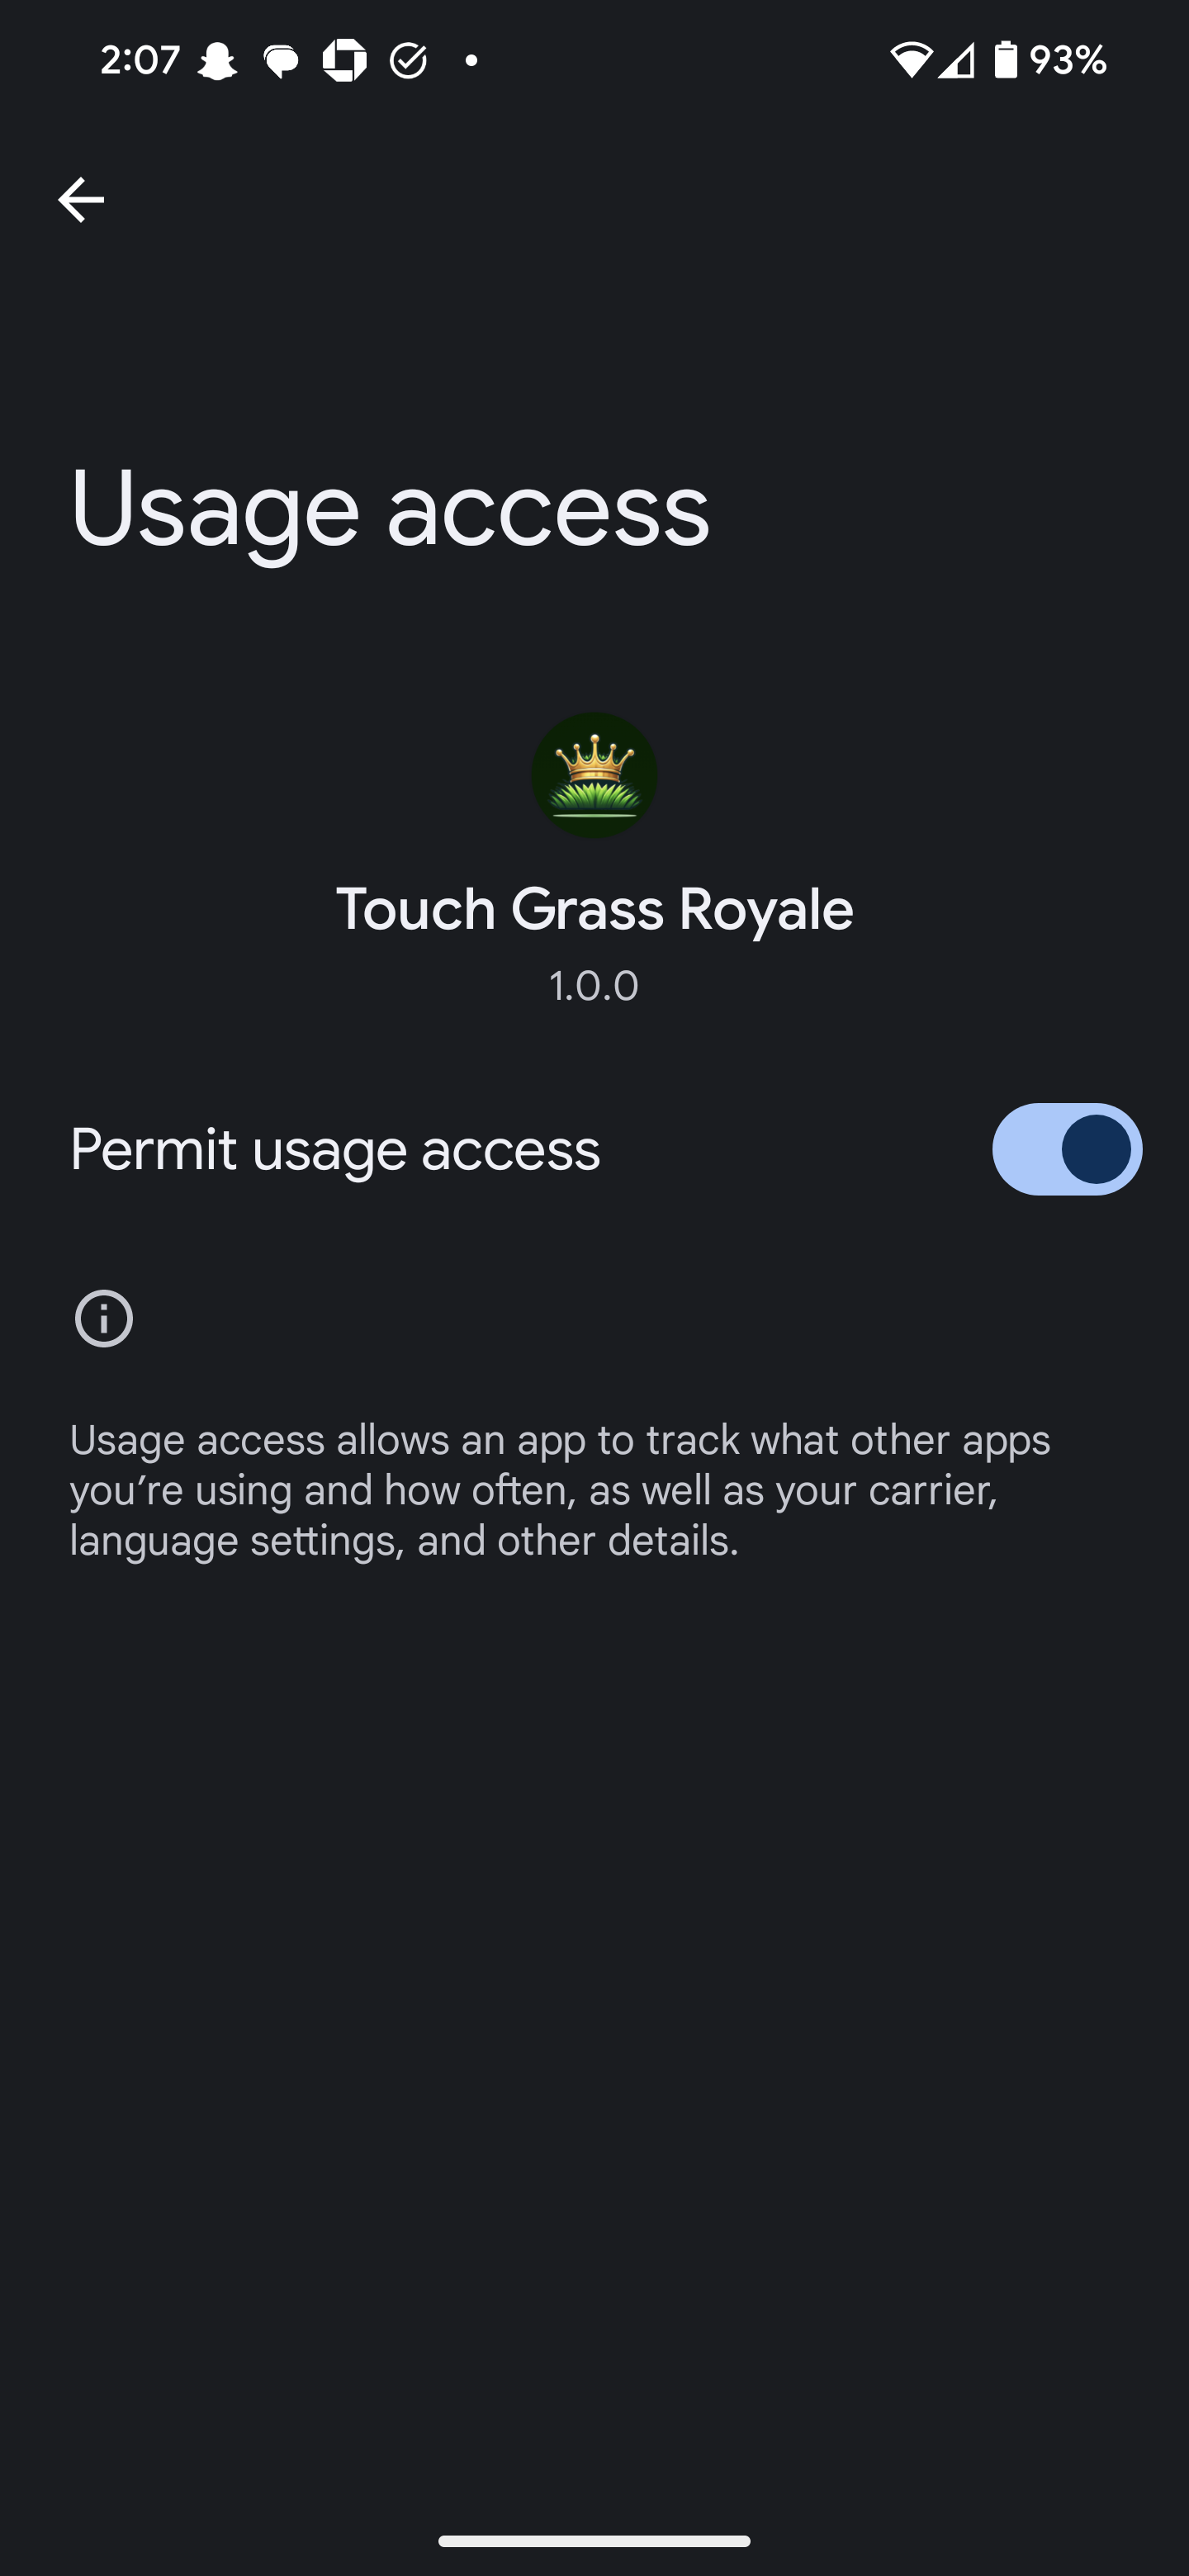 2:07
93%
Usage access
Touch Grass Royale
1.0.0
Permit usage access
Usage access allows an app to track what other apps
you’re using and how often, as well as your carrier,
language settings, and other details.